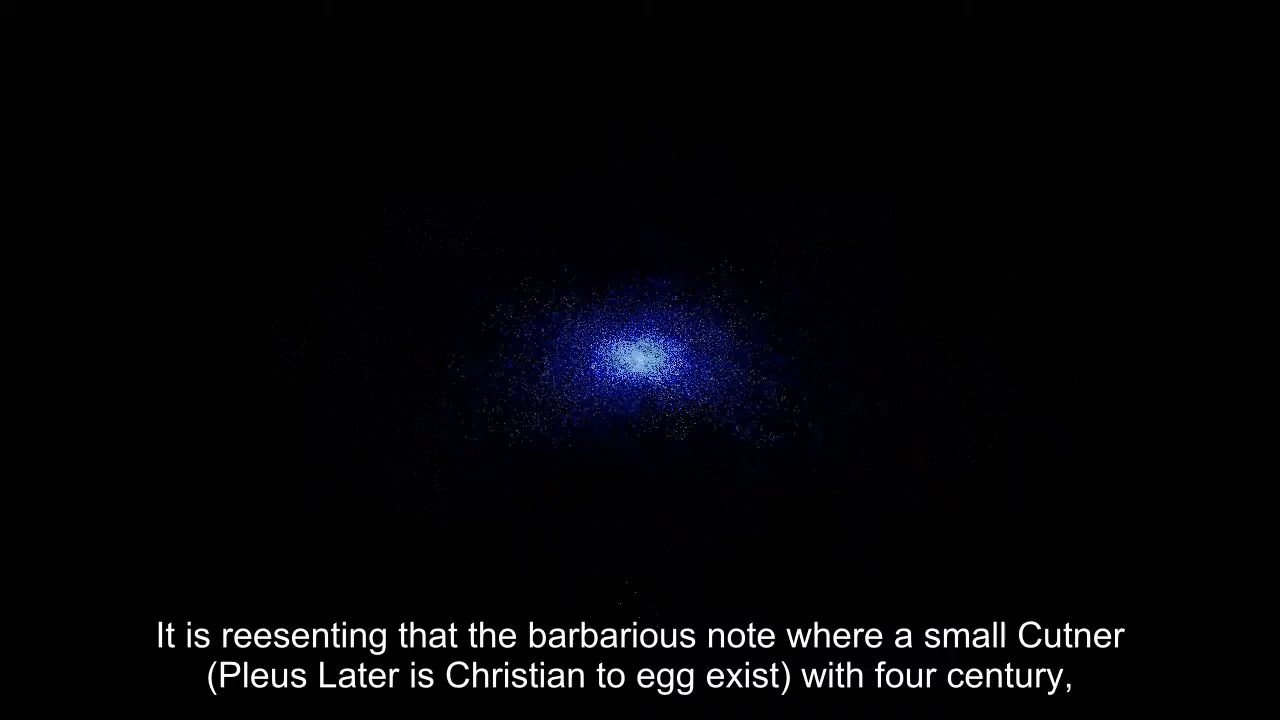 It is reesenting that the barbarious note where a small Cutner
(Pleus Later is Christian to egg exist) with four century,